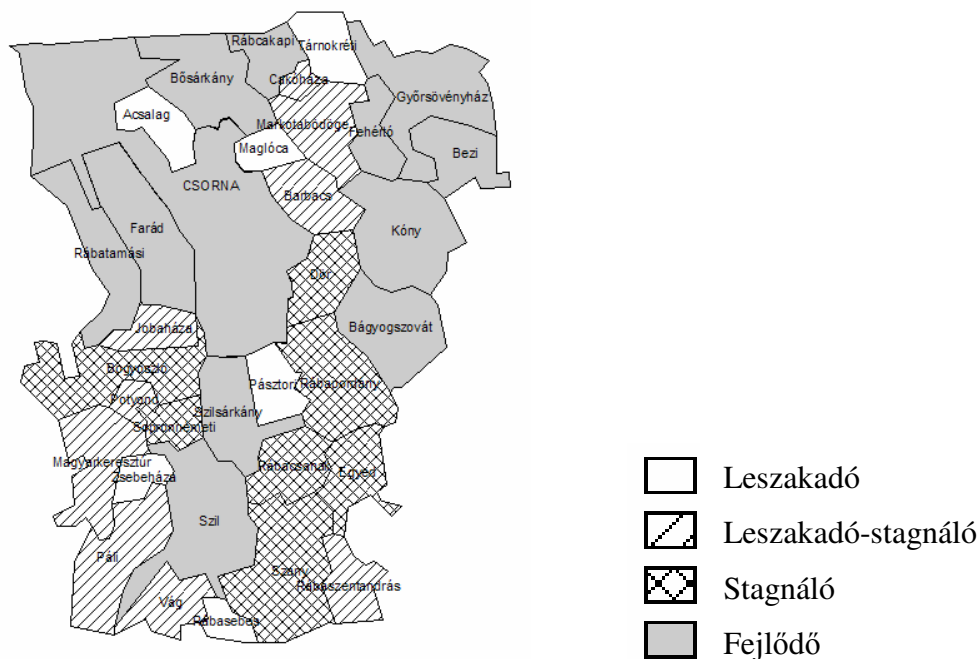 Rábcakapi
Tárnokréti
Bősárkány
Cakóháza
Győrsövényház
Acsalag
Markotabödöge
Fehértó
Maglóca
Bezi
CSORNA
Barbacs
Farád
Kóny
Rábatamási
Dör
Jobaháza
Bágyogszovát
Bogyoszló
Pásztori
Rábapordány
Potyond
Szilsárkány
Sopronnémeti
Magyarkeresztúr
Rábacsanak
Egyed
Zsebeháza
Szil
Páli
Szany
Rábaszentandrás
Vág
Rábasebes
Leszakadó
Leszakadó-stagnáló
Stagnáló
Fejlődő